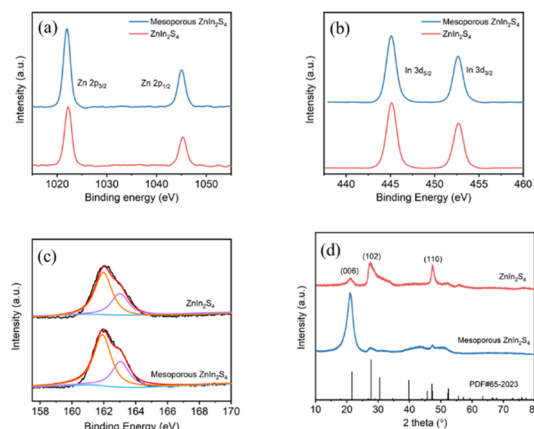 (a)
Mesoporous ZnIn₂S₄
ZnIn₂S₄
Zn 2p₃/₂
Zn 2p₁/₂
Intensity (a.u.)
1020 1030 1040 1050
Binding energy (eV)
(b)
Mesoporous ZnIn₂S₄
ZnIn₂S₄
In 3d₅/₂
In 3d₃/₂
Intensity (a.u.)
440 445 450 455 460
Binding energy (eV)
(c)
ZnIn₂S₄
Mesoporous ZnIn₂S₄
Intensity (a.u.)
158 160 162 164 166 168 170
Binding Energy (eV)
(d)
(006)
(102)
(110)
ZnIn₂S₄
Mesoporous ZnIn₂S₄
PDF#65-2023
Intensity (a.u.)
10 20 30 40 50 60 70 80
2 theta (°)